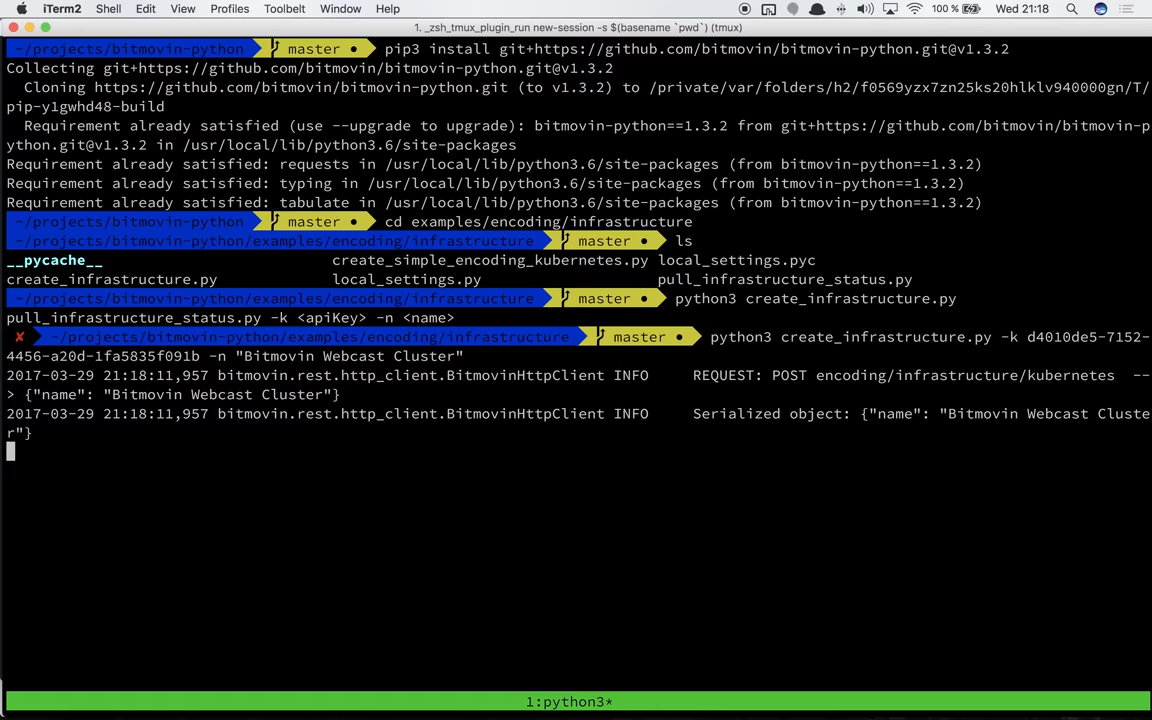 iTerm2 Shell Edit View Profiles Toolbelt Window Help 100 % Wed 21:18
1. _zsh_tmux_plugin_run new-session -s $(basename `pwd`) (tmux)
~/projects/bitmovin-python master ● pip3 install git+https://github.com/bitmovin/bitmovin-python.git@v1.3.2
Collecting git+https://github.com/bitmovin/bitmovin-python.git@v1.3.2
Cloning https://github.com/bitmovin/bitmovin-python.git (to v1.3.2) to /private/var/folders/h2/f0569yzx7zn25ks20hlklv940000gn/T/
pip-y1gwhd48-build
Requirement already satisfied (use --upgrade to upgrade): bitmovin-python==1.3.2 from git+https://github.com/bitmovin/bitmovin-p
ython.git@v1.3.2 in /usr/local/lib/python3.6/site-packages
Requirement already satisfied: requests in /usr/local/lib/python3.6/site-packages (from bitmovin-python==1.3.2)
Requirement already satisfied: typing in /usr/local/lib/python3.6/site-packages (from bitmovin-python==1.3.2)
Requirement already satisfied: tabulate in /usr/local/lib/python3.6/site-packages (from bitmovin-python==1.3.2)
~/projects/bitmovin-python master ● cd examples/encoding/infrastructure
~/projects/bitmovin-python/examples/encoding/infrastructure master ● ls
__pycache__ create_simple_encoding_kubernetes.py local_settings.pyc
create_infrastructure.py local_settings.py pull_infrastructure_status.py
~/projects/bitmovin-python/examples/encoding/infrastructure master ● python3 create_infrastructure.py
pull_infrastructure_status.py -k <apiKey> -n <name>
✘ ~/projects/bitmovin-python/examples/encoding/infrastructure master ● python3 create_infrastructure.py -k d4010de5-7152-
4456-a20d-1fa5835f091b -n "Bitmovin Webcast Cluster"
2017-03-29 21:18:11,957 bitmovin.rest.http_client.BitmovinHttpClient INFO REQUEST: POST encoding/infrastructure/kubernetes --
> {"name": "Bitmovin Webcast Cluster"}
2017-03-29 21:18:11,957 bitmovin.rest.http_client.BitmovinHttpClient INFO Serialized object: {"name": "Bitmovin Webcast Cluste
r"}
1:python3*